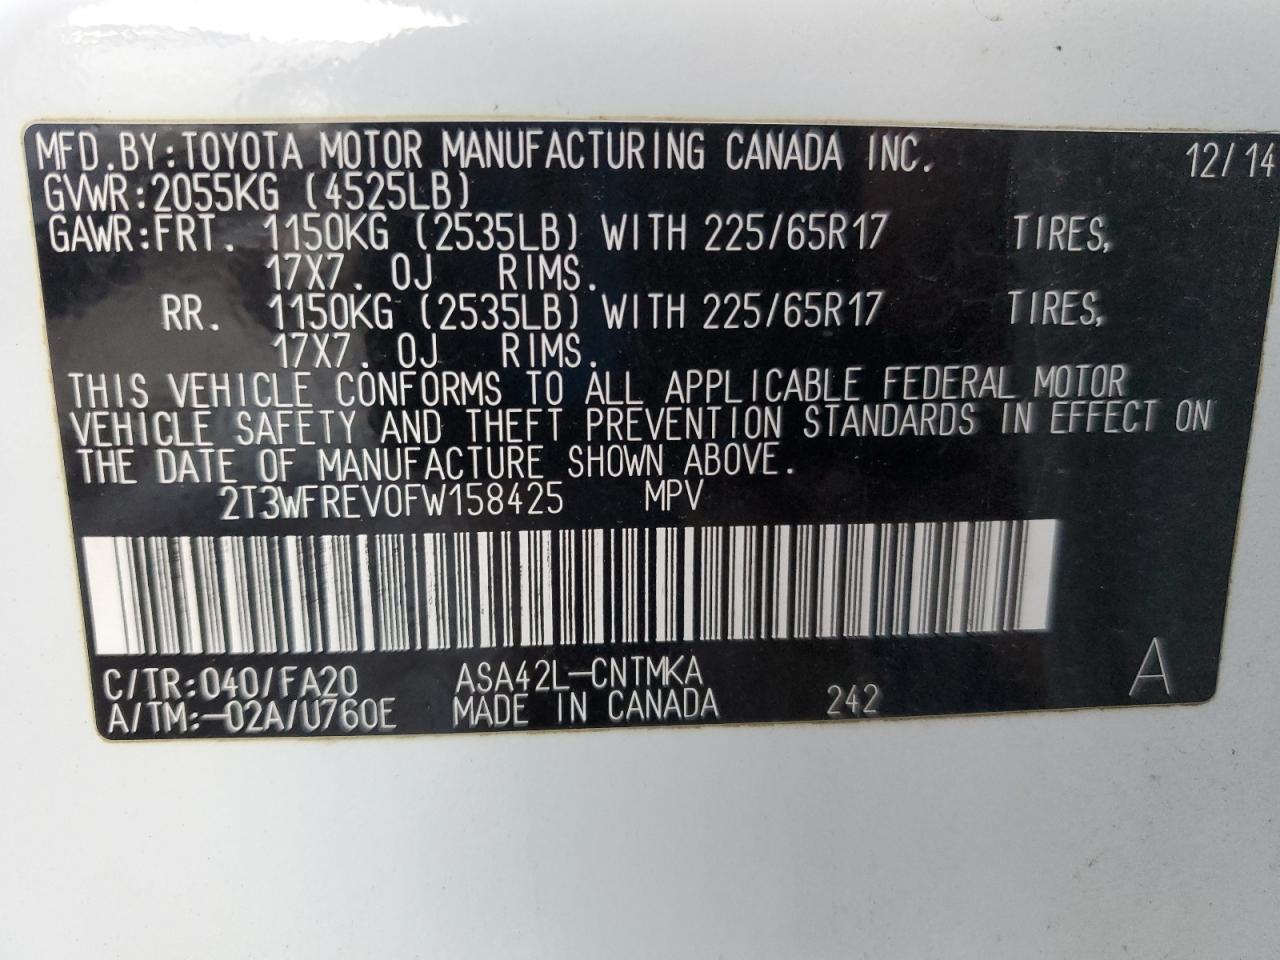 MFD.BY:TOYOTA MOTOR MANUFACTURING CANADA INC. 12/14
GVWR:2055KG (4525LB)
GAWR:FRT. 1150KG (2535LB) WITH 225/65R17 TIRES,
17X7. 0J RIMS.
RR. 1150KG (2535LB) WITH 225/65R17 TIRES,
17X7. 0J RIMS.
THIS VEHICLE CONFORMS TO ALL APPLICABLE FEDERAL MOTOR
VEHICLE SAFETY AND THEFT PREVENTION STANDARDS IN EFFECT ON
THE DATE OF MANUFACTURE SHOWN ABOVE.
2T3WFREV0FW158425 MPV
C/TR:040/FA20 ASA42L-CNTMKA A
A/TM:-02A/U760E MADE IN CANADA 242